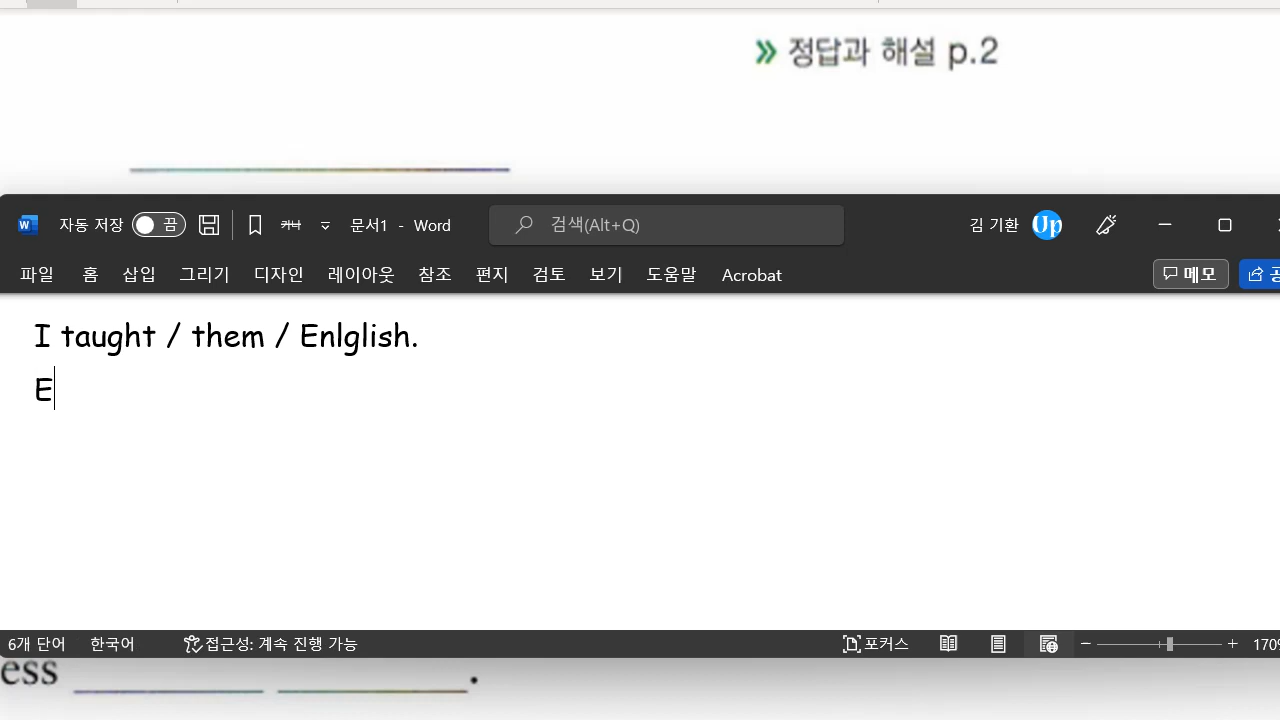 » 정답과 해설 p.2
자동 저장 끔 문서1 - Word 검색(Alt+Q) 김 기환 Up
파일 홈 삽입 그리기 디자인 레이아웃 참조 편지 검토 보기 도움말 Acrobat 메모 공
I taught / them / Enlglish.
E
6개 단어 한국어 접근성: 계속 진행 가능 포커스 - + 170%
ess .